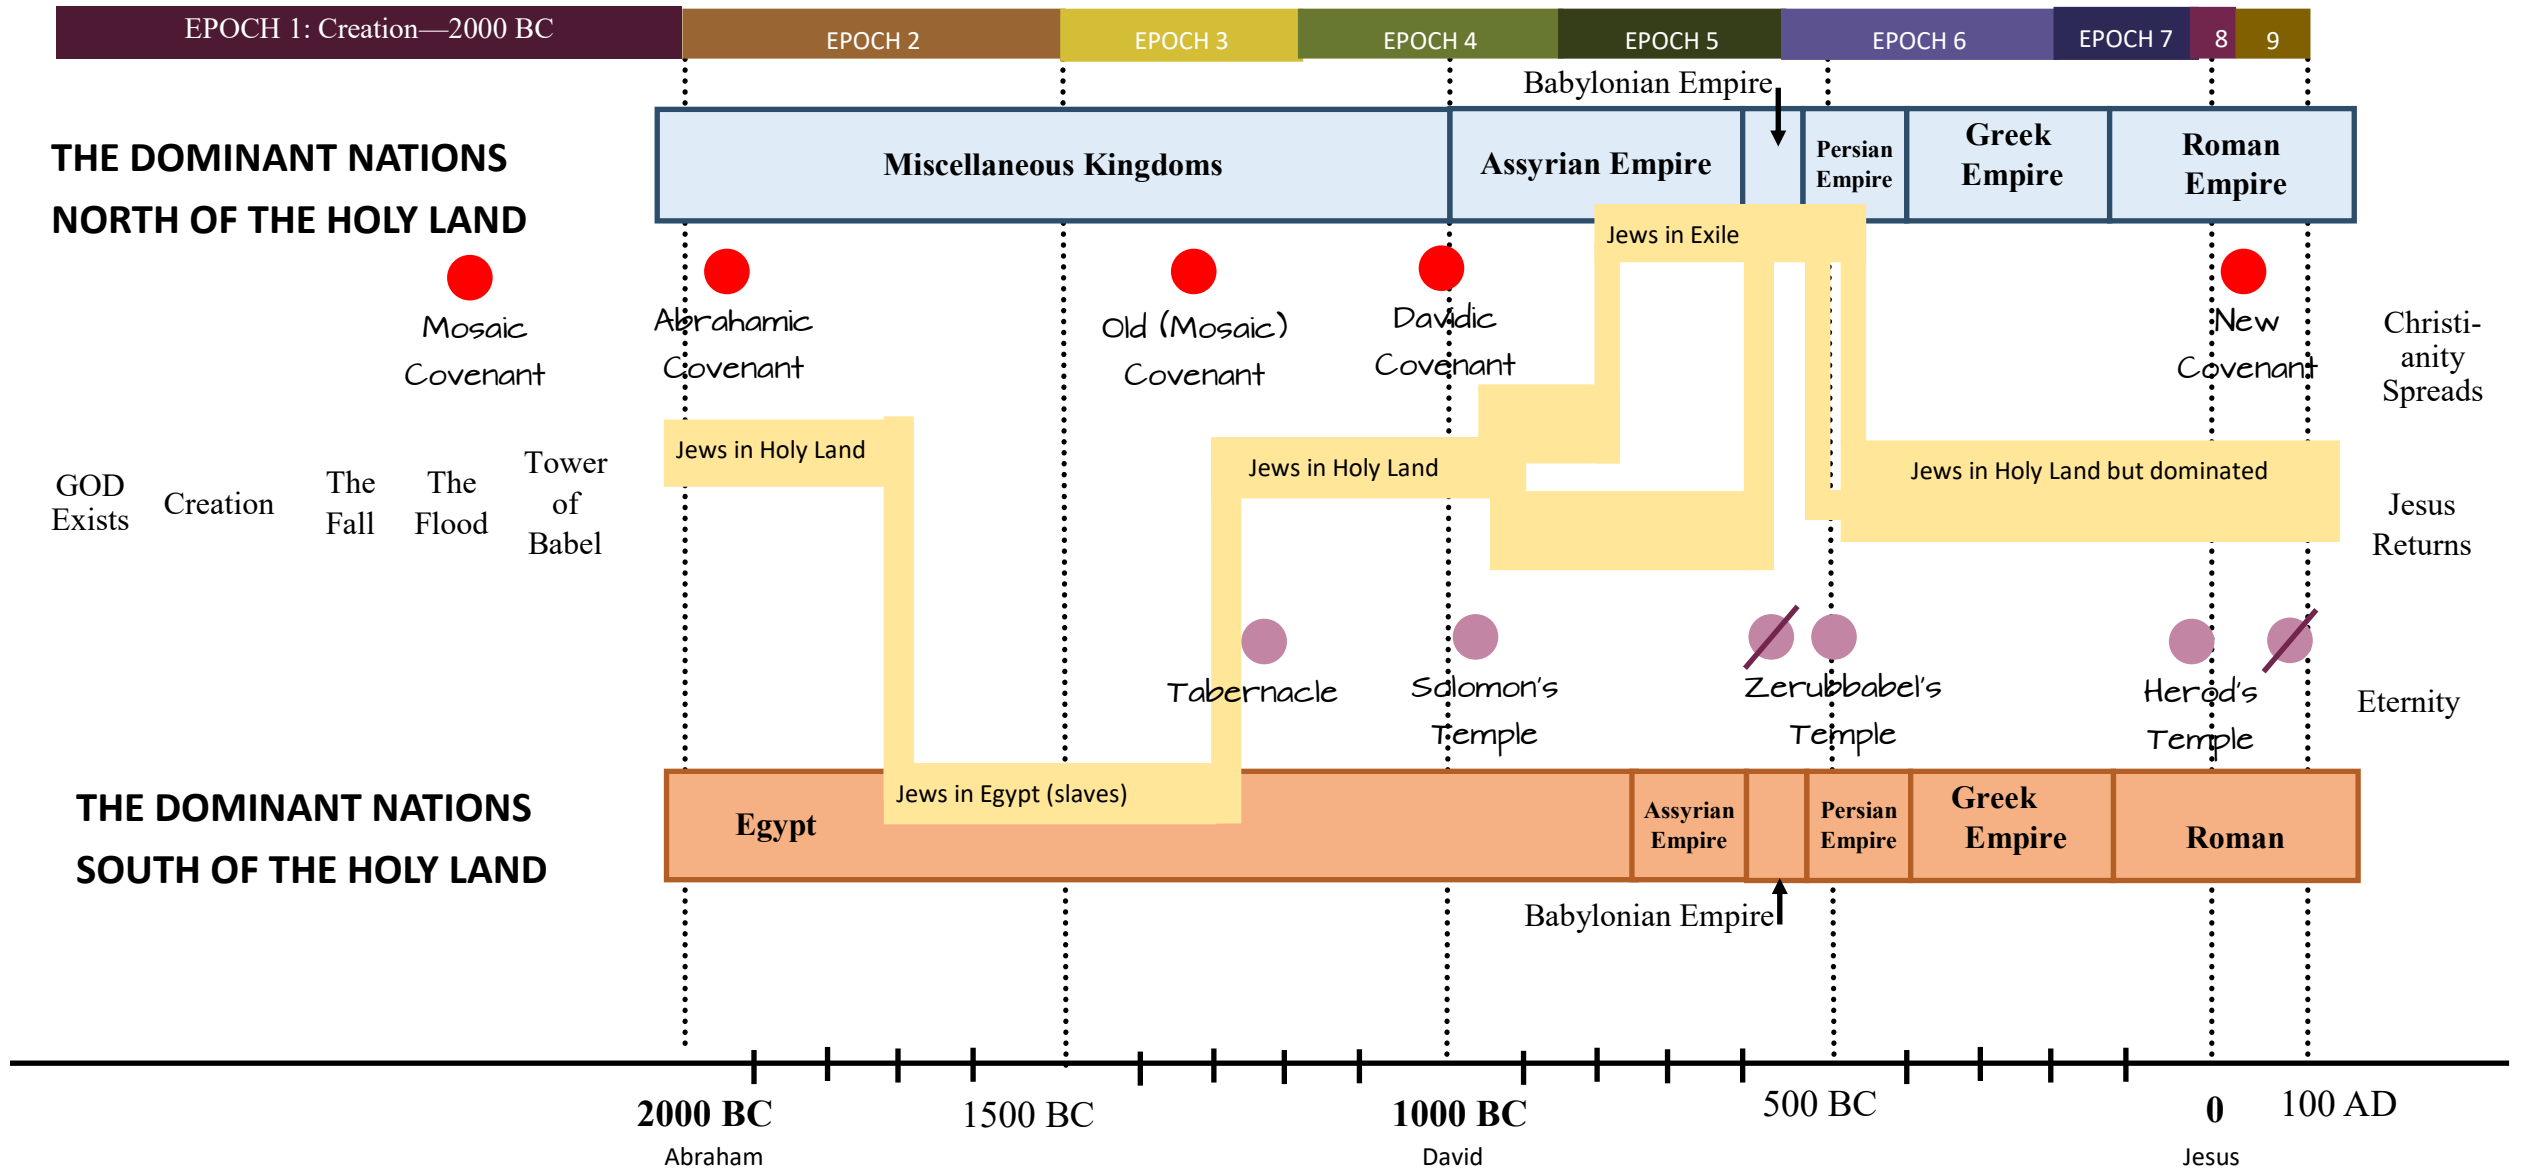 EPOCH 1: Creation—2000 BC
EPOCH 2
EPOCH 3
EPOCH 4
EPOCH 5
EPOCH 6
EPOCH 7
8
9
Babylonian Empire
THE DOMINANT NATIONS
NORTH OF THE HOLY LAND
Miscellaneous Kingdoms
Assyrian Empire
Persian
Empire
Greek
Empire
Roman
Empire
Jews in Exile
Mosaic
Covenant
Abrahamic
Covenant
Old (Mosaic)
Covenant
Davidic
Covenant
New
Covenant
Christi-
anity
Spreads
GOD
Exists
Creation
The
Fall
The
Flood
Tower
of
Babel
Jews in Holy Land
Jews in Holy Land
Jews in Holy Land but dominated
Jesus
Returns
Tabernacle
Solomon's
Temple
Zerubbabel's
Temple
Herod's
Temple
Eternity
THE DOMINANT NATIONS
SOUTH OF THE HOLY LAND
Egypt
Jews in Egypt (slaves)
Assyrian
Empire
Persian
Empire
Greek
Empire
Roman
Babylonian Empire
2000 BC
Abraham
1500 BC
1000 BC
David
500 BC
0
Jesus
100 AD